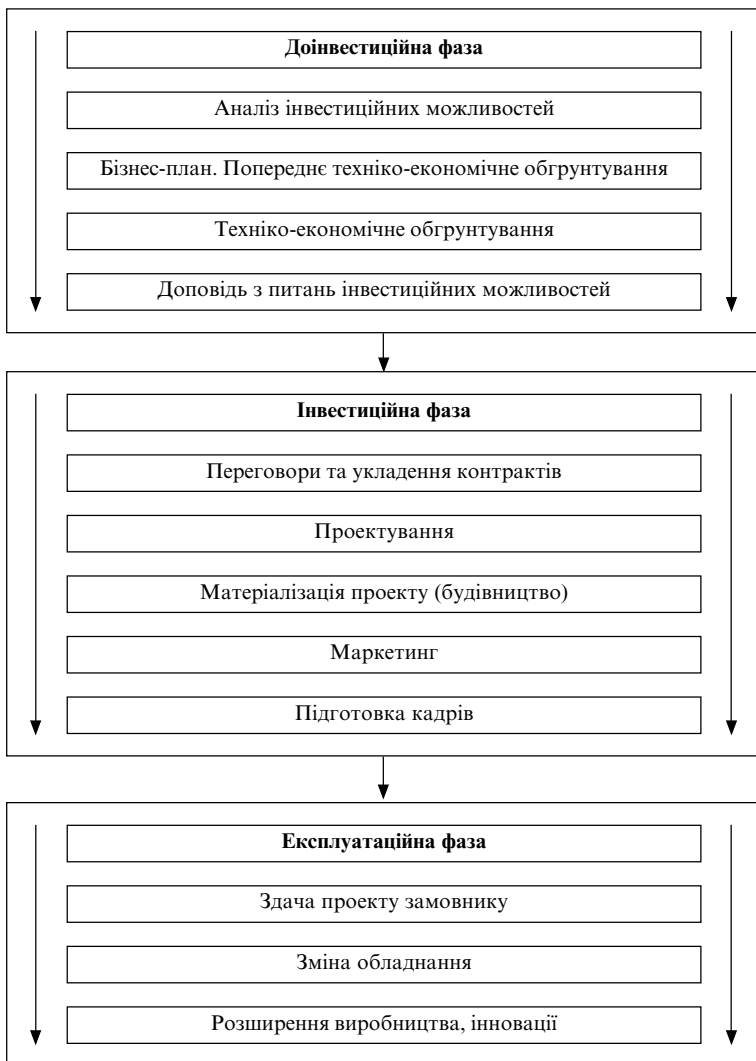 Доінвестиційна фаза
Аналіз інвестиційних можливостей
Бізнес-план. Попереднє техніко-економічне обгрунтування
Техніко-економічне обгрунтування
Доповідь з питань інвестиційних можливостей
Інвестиційна фаза
Переговори та укладення контрактів
Проектування
Матеріалізація проекту (будівництво)
Маркетинг
Підготовка кадрів
Експлуатаційна фаза
Здача проекту замовнику
Зміна обладнання
Розширення виробництва, інновації